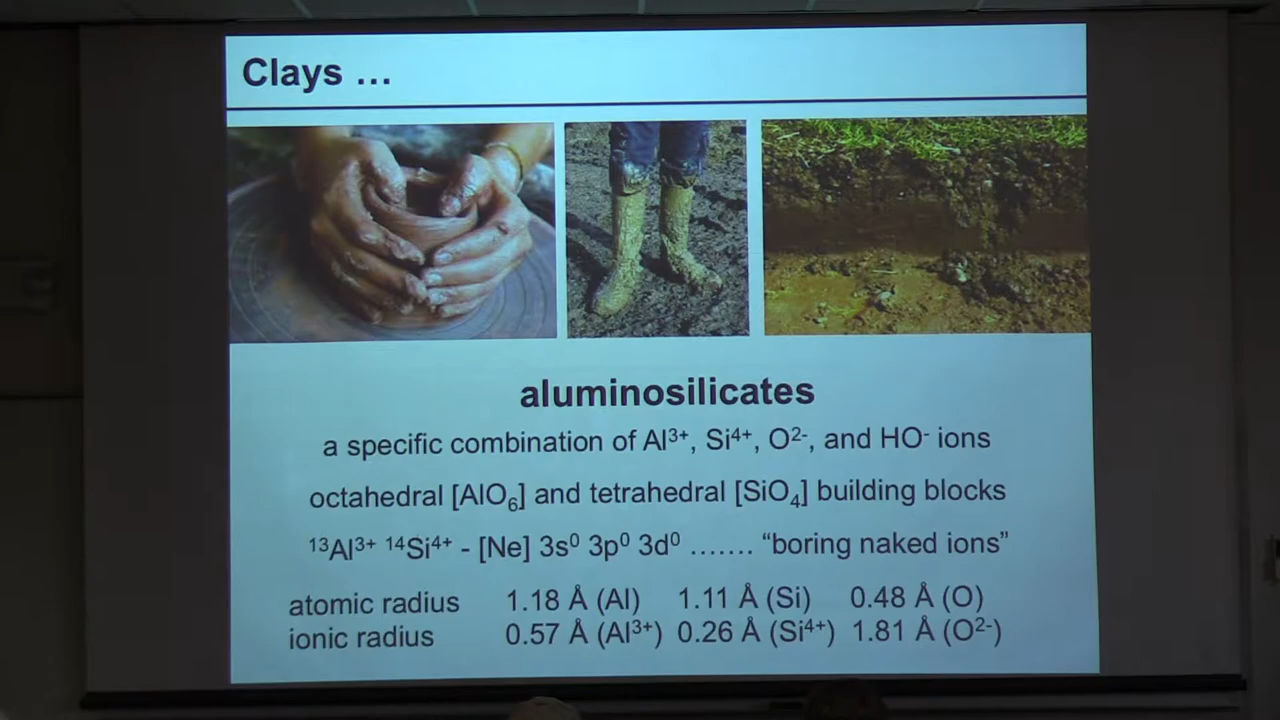 Clays ...
aluminosilicates
a specific combination of Al³⁺, Si⁴⁺, O²⁻, and HO⁻ ions
octahedral [AlO₆] and tetrahedral [SiO₄] building blocks
¹³Al³⁺ ¹⁴Si⁴⁺ - [Ne] 3s⁰ 3p⁰ 3d⁰ ....... “boring naked ions”
atomic radius 1.18 Å (Al) 1.11 Å (Si) 0.48 Å (O)
ionic radius 0.57 Å (Al³⁺) 0.26 Å (Si⁴⁺) 1.81 Å (O²⁻)